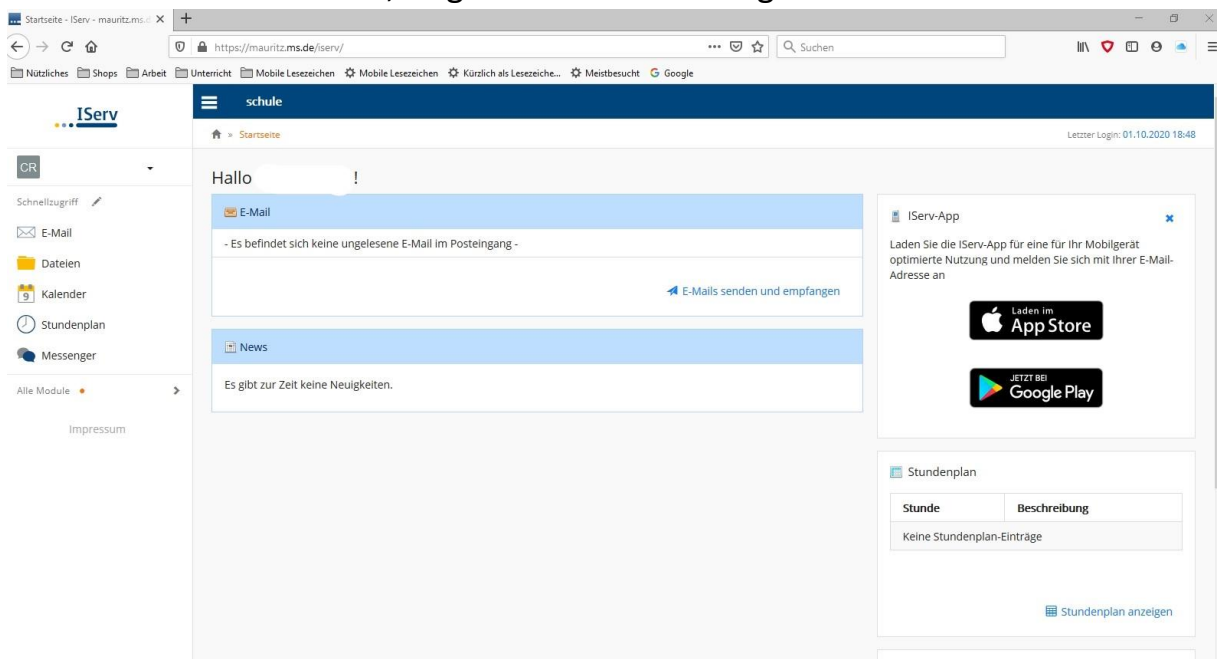 Startseite - IServ - mauritz.ms.d
https://mauritz.ms.de/iserv/
Suchen
Nützliches Shops Arbeit Unterricht Mobile Lesezeichen Mobile Lesezeichen Kürzlich als Lesezeiche... Meistbesucht Google
IServ
schule
» Startseite
Letzter Login: 01.10.2020 18:48
CR
Schnellzugriff
E-Mail
Dateien
9 Kalender
Stundenplan
Messenger
Alle Module
Impressum
Hallo !
E-Mail
- Es befindet sich keine ungelesene E-Mail im Posteingang -
E-Mails senden und empfangen
News
Es gibt zur Zeit keine Neuigkeiten.
IServ-App
Laden Sie die IServ-App für eine für Ihr Mobilgerät
optimierte Nutzung und melden Sie sich mit Ihrer E-Mail-
Adresse an
Laden im
App Store
JETZT BEI
Google Play
Stundenplan
Stunde Beschreibung
Keine Stundenplan-Einträge
Stundenplan anzeigen